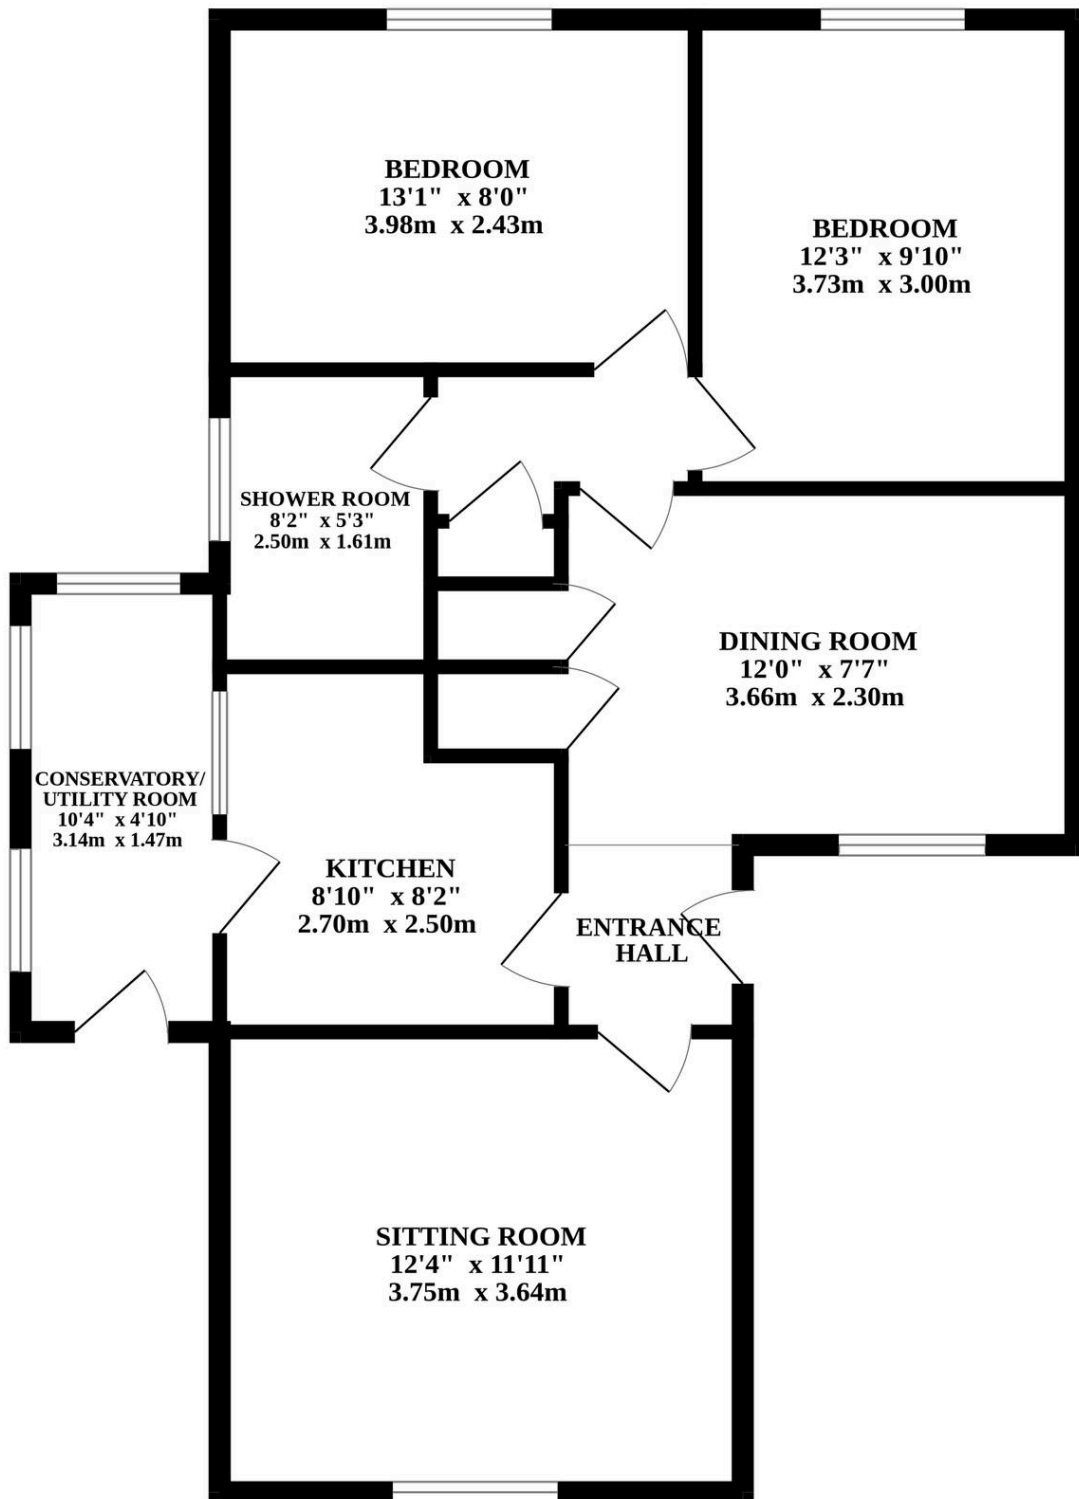 BEDROOM
13'1" x 8'0"
3.98m x 2.43m
BEDROOM
12'3" x 9'10"
3.73m x 3.00m
SHOWER ROOM
8'2" x 5'3"
2.50m x 1.61m
DINING ROOM
12'0" x 7'7"
3.66m x 2.30m
CONSERVATORY/
UTILITY ROOM
10'4" x 4'10"
3.14m x 1.47m
KITCHEN
8'10" x 8'2"
2.70m x 2.50m
ENTRANCE
HALL
SITTING ROOM
12'4" x 11'11"
3.75m x 3.64m